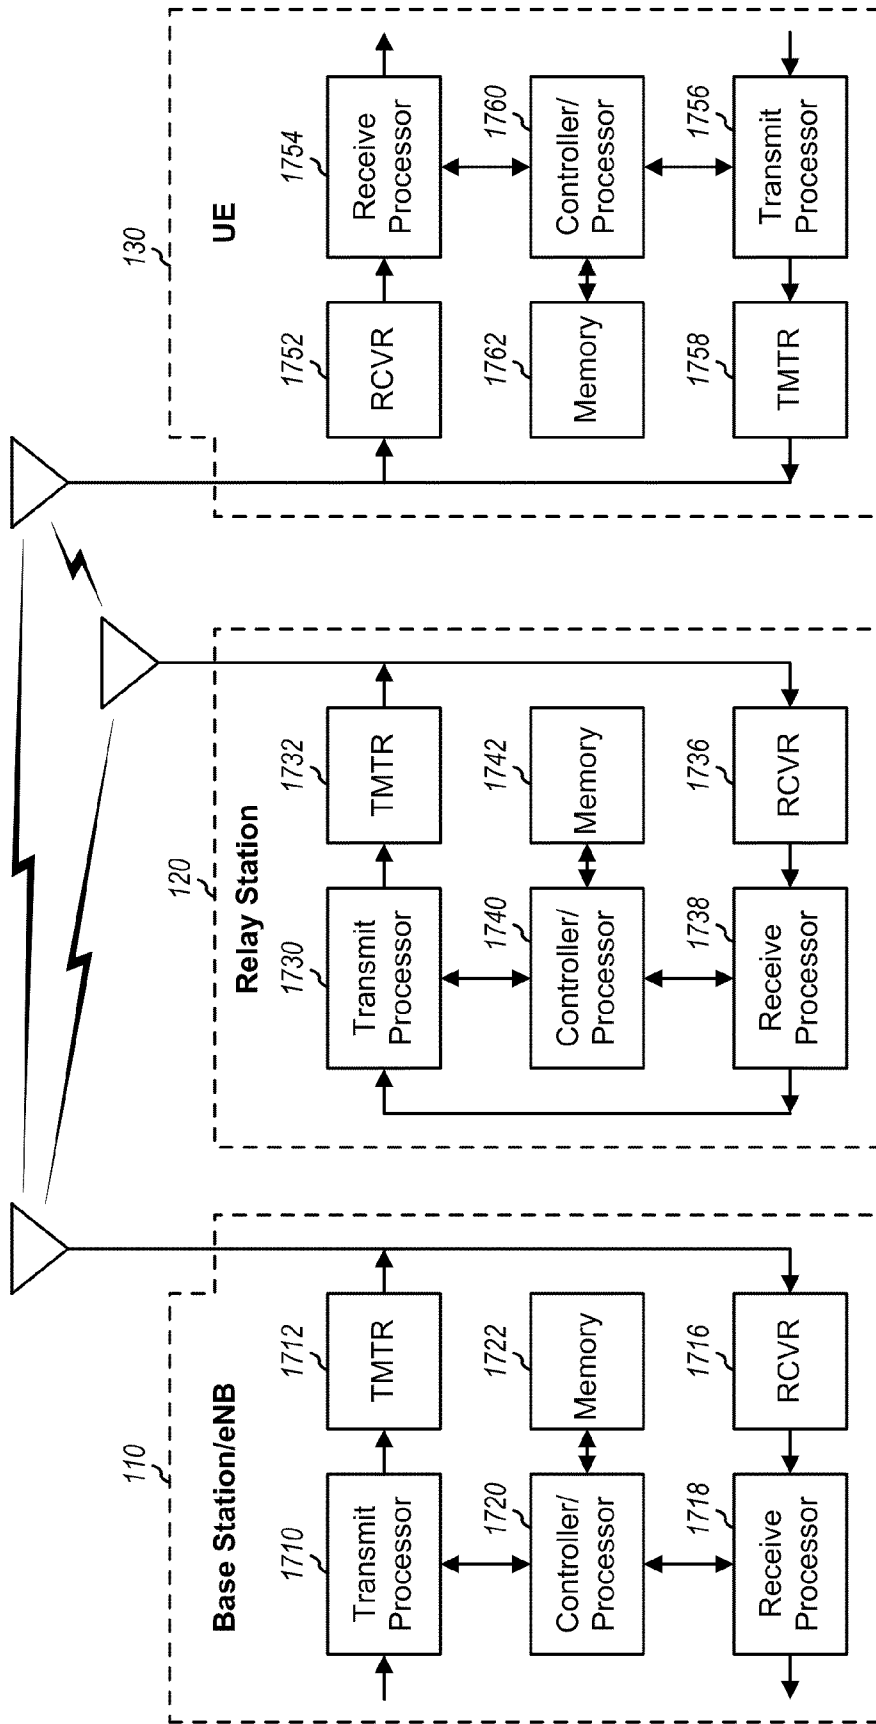 110
Base Station/eNB
1710
Transmit
Processor
1712
TMTR
1720
Controller/
Processor
1722
Memory
1718
Receive
Processor
1716
RCVR
120
Relay Station
1730
Transmit
Processor
1732
TMTR
1740
Controller/
Processor
1742
Memory
1738
Receive
Processor
1736
RCVR
130
UE
1752
RCVR
1754
Receive
Processor
1762
Memory
1760
Controller/
Processor
1758
TMTR
1756
Transmit
Processor